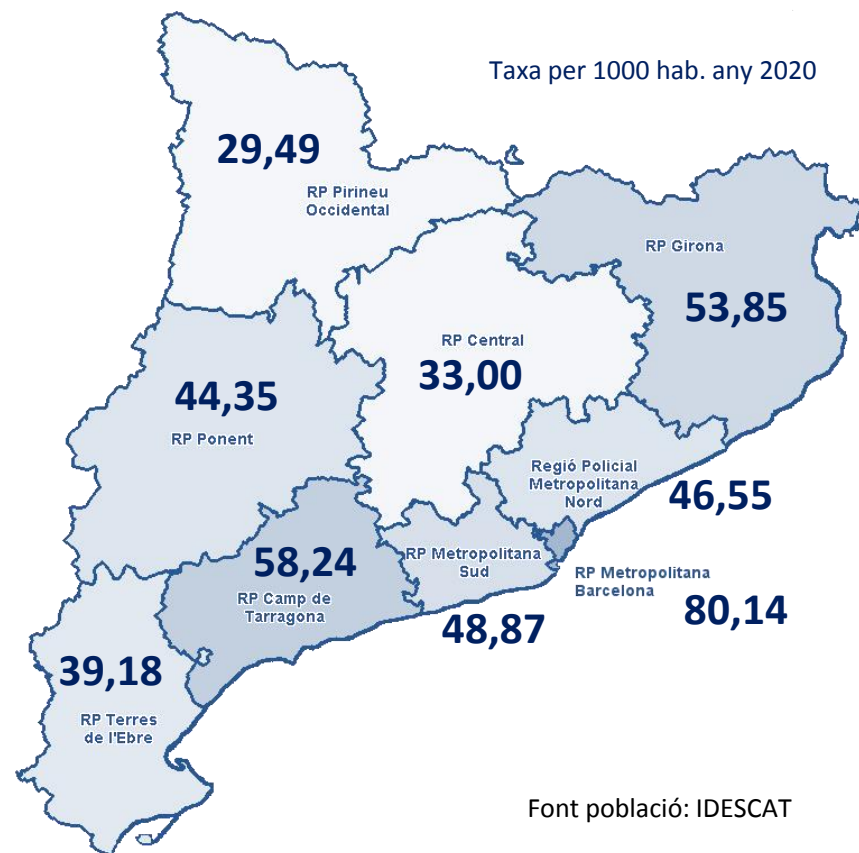 Taxa per 1000 hab. any 2020
29,49
RP Pirineu
Occidental
RP Girona
53,85
RP Central
33,00
44,35
RP Ponent
Regió Policial
Metropolitana
Nord
46,55
58,24
RP Camp de
Tarragona
RP Metropolitana
Sud
48,87
RP Metropolitana
Barcelona
80,14
39,18
RP Terres
de l'Ebre
Font població: IDESCAT